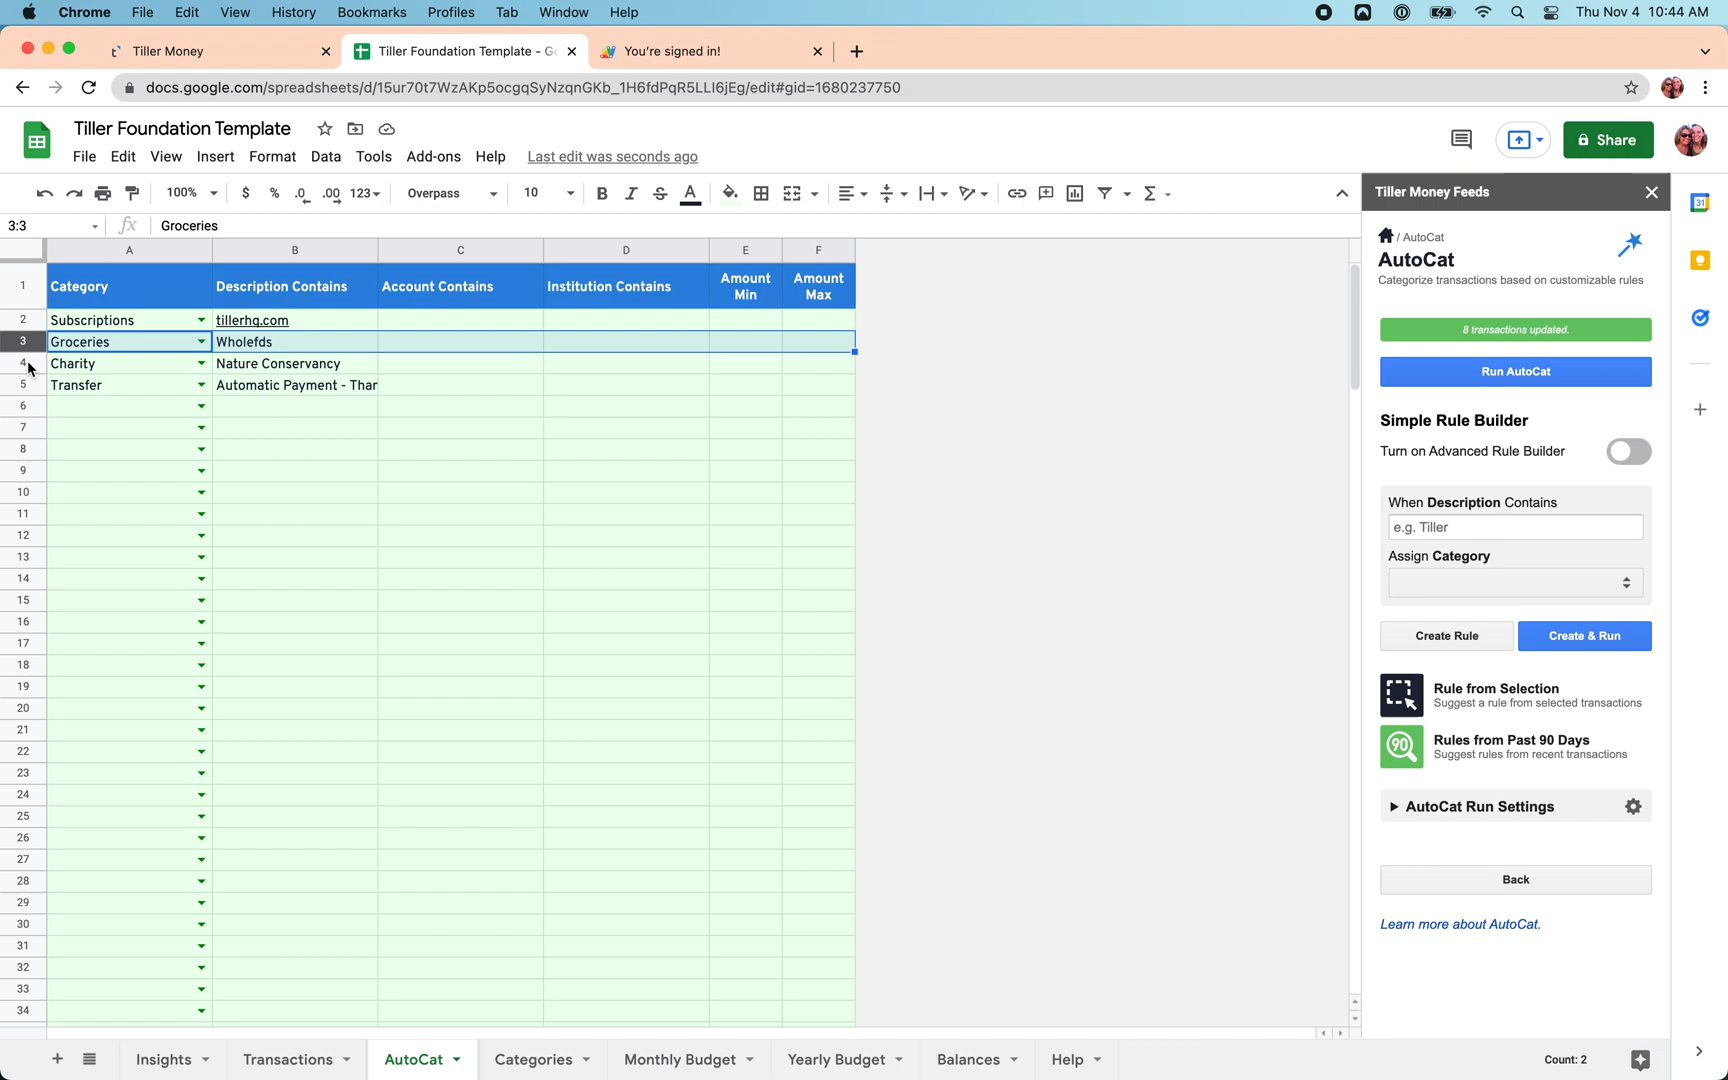 Chrome File Edit View History Bookmarks Profiles Tab Window Help Thu Nov 4 10:44 AM
Tiller Money Tiller Foundation Template - Go You're signed in!
docs.google.com/spreadsheets/d/15ur70t7WzAKp5ocgqSyNzqnGKb_1H6fdPqR5LLI6jEg/edit#gid=1680237750
Tiller Foundation Template
Share
File Edit View Insert Format Data Tools Add-ons Help Last edit was seconds ago
100% $ % .0 .00 123 Overpass 10 B I S A Σ
Tiller Money Feeds
3:3 fx Groceries
A B C D E F
1 Category Description Contains Account Contains Institution Contains Amount Min Amount Max
2 Subscriptions tillerhq.com
3 Groceries Wholefds
4 Charity Nature Conservancy
5 Transfer Automatic Payment - Thar
6
7
8
9
10
11
12
13
14
15
16
17
18
19
20
21
22
23
24
25
26
27
28
29
30
31
32
33
34
/ AutoCat
AutoCat
Categorize transactions based on customizable rules
8 transactions updated.
Run AutoCat
Simple Rule Builder
Turn on Advanced Rule Builder
When Description Contains
e.g. Tiller
Assign Category
Create Rule Create & Run
Rule from Selection
Suggest a rule from selected transactions
90
Rules from Past 90 Days
Suggest rules from recent transactions
AutoCat Run Settings
Back
Learn more about AutoCat.
31
Insights Transactions AutoCat Categories Monthly Budget Yearly Budget Balances Help Count: 2